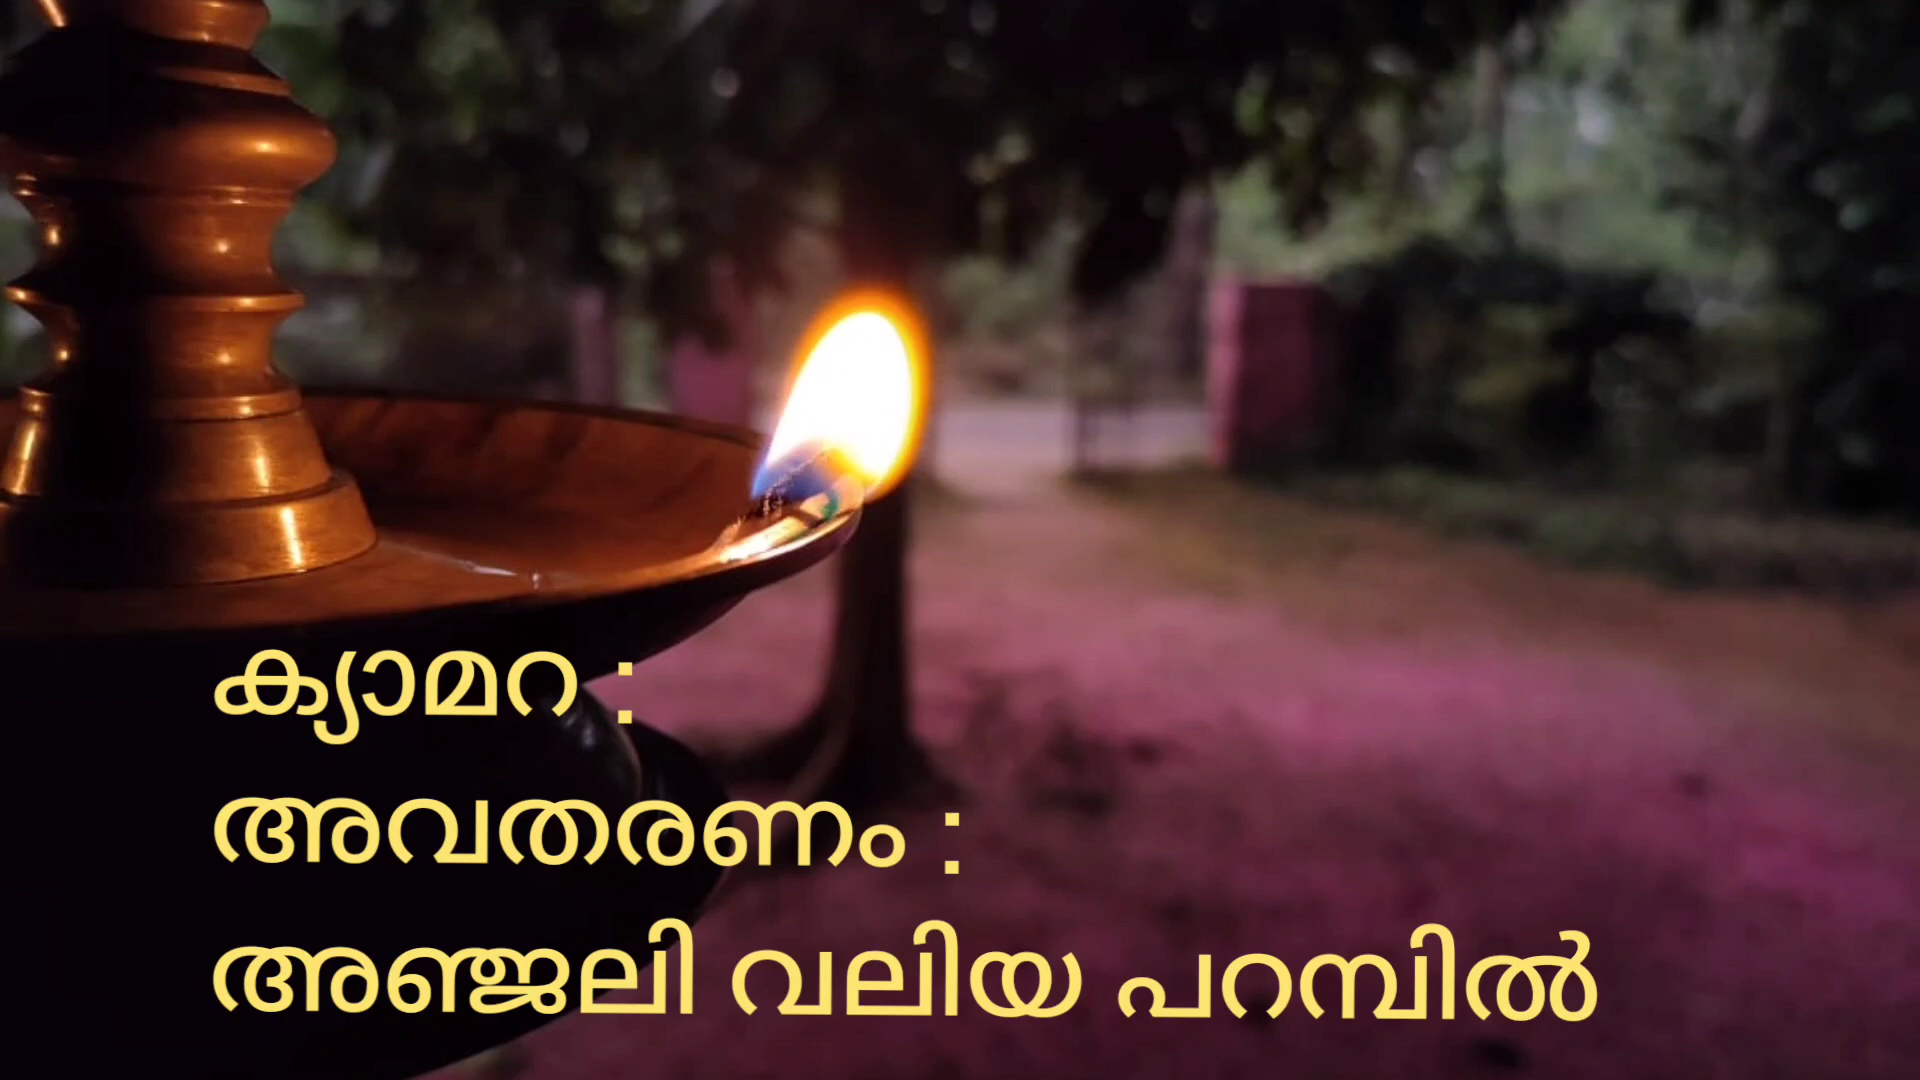 ക്യാമറ :
അവതരണം :
അഞ്ജലി വലിയ പറമ്പിൽ